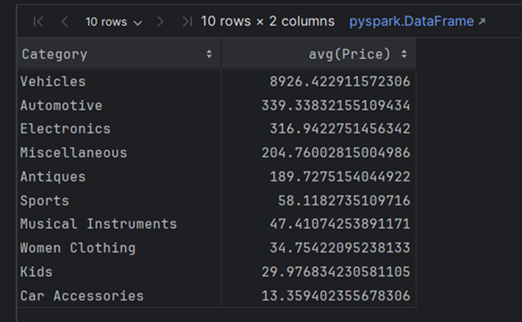 10 rows 10 rows × 2 columns pyspark.DataFrame
Category avg(Price)
Vehicles 8926.422911572306
Automotive 339.33832155109434
Electronics 316.9422751456342
Miscellaneous 204.76002815004986
Antiques 189.7275154044922
Sports 58.1182735109716
Musical Instruments 47.41074253891171
Women Clothing 34.75422095238133
Kids 29.976834230581105
Car Accessories 13.359402355678306